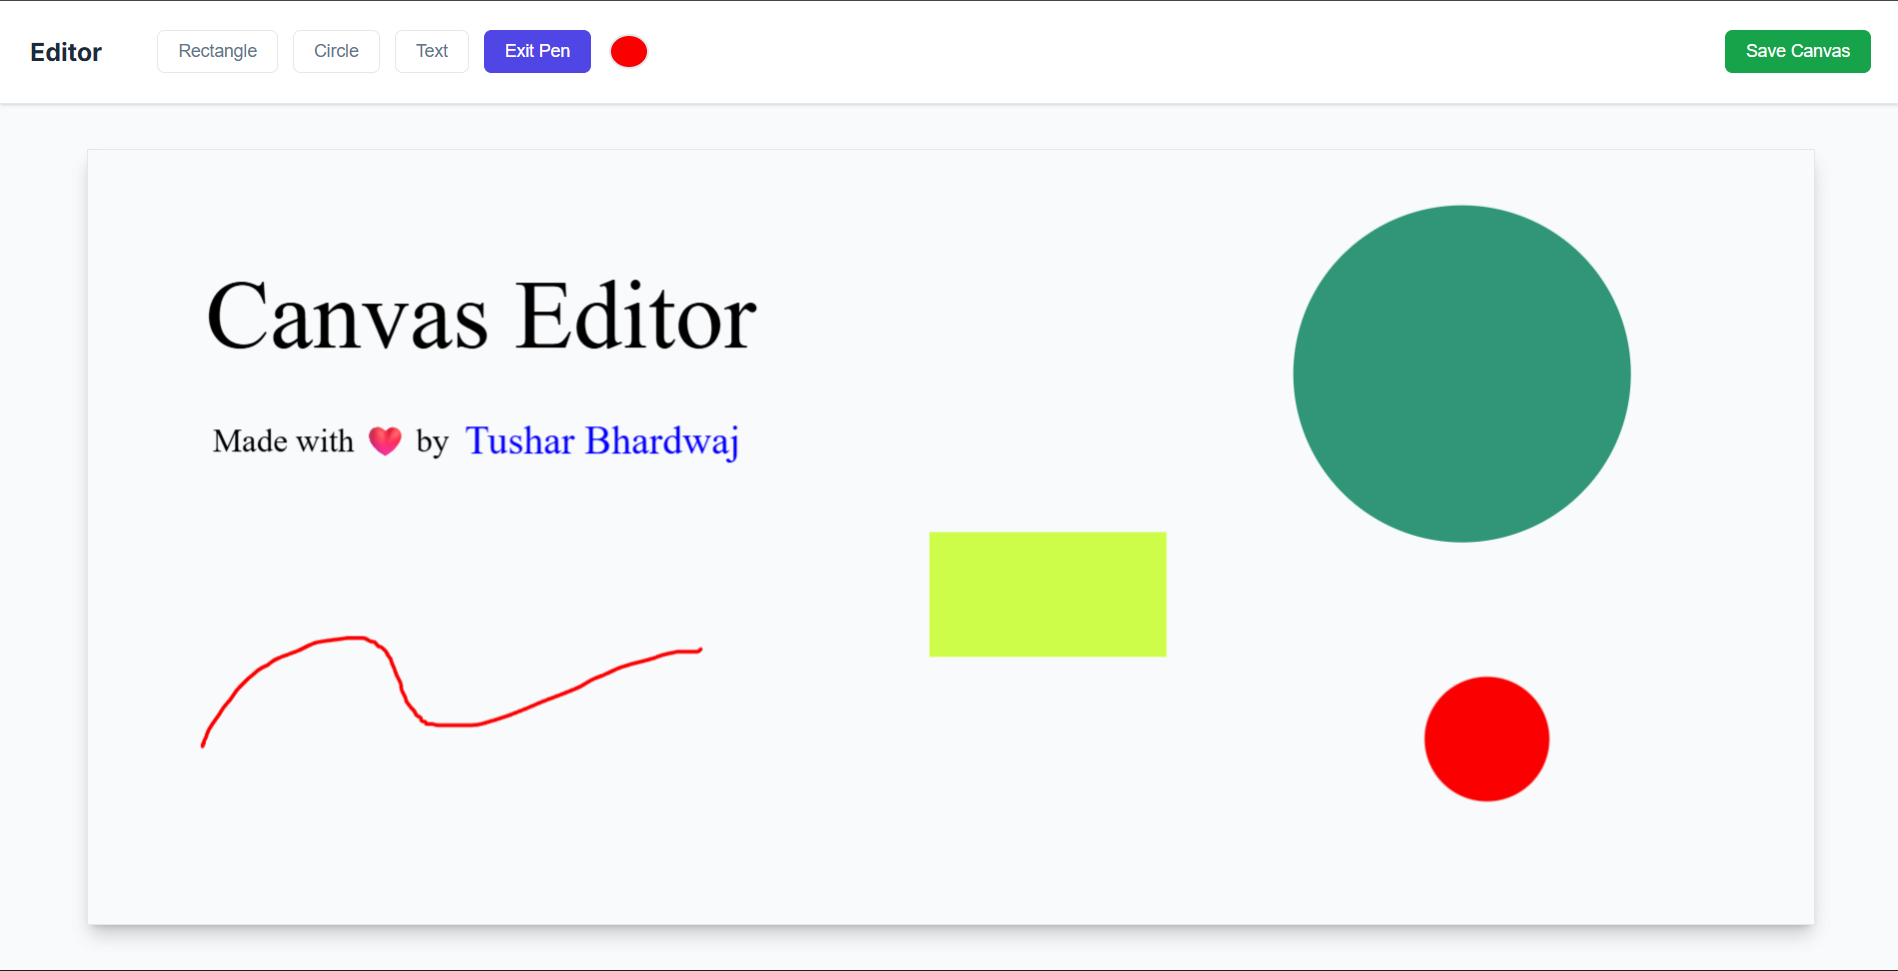 Editor Rectangle Circle Text Exit Pen Save Canvas
Canvas Editor
Made with ❤️ by Tushar Bhardwaj